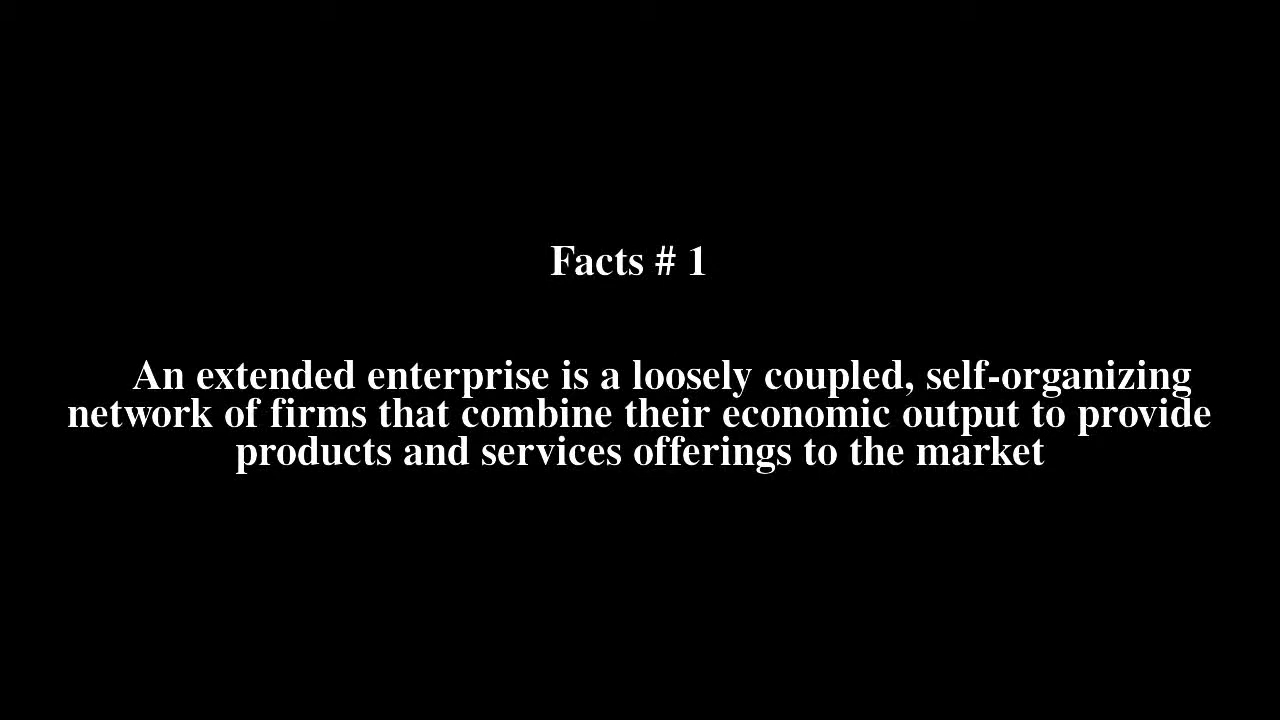 Facts # 1
An extended enterprise is a loosely coupled, self-organizing
network of firms that combine their economic output to provide
products and services offerings to the market